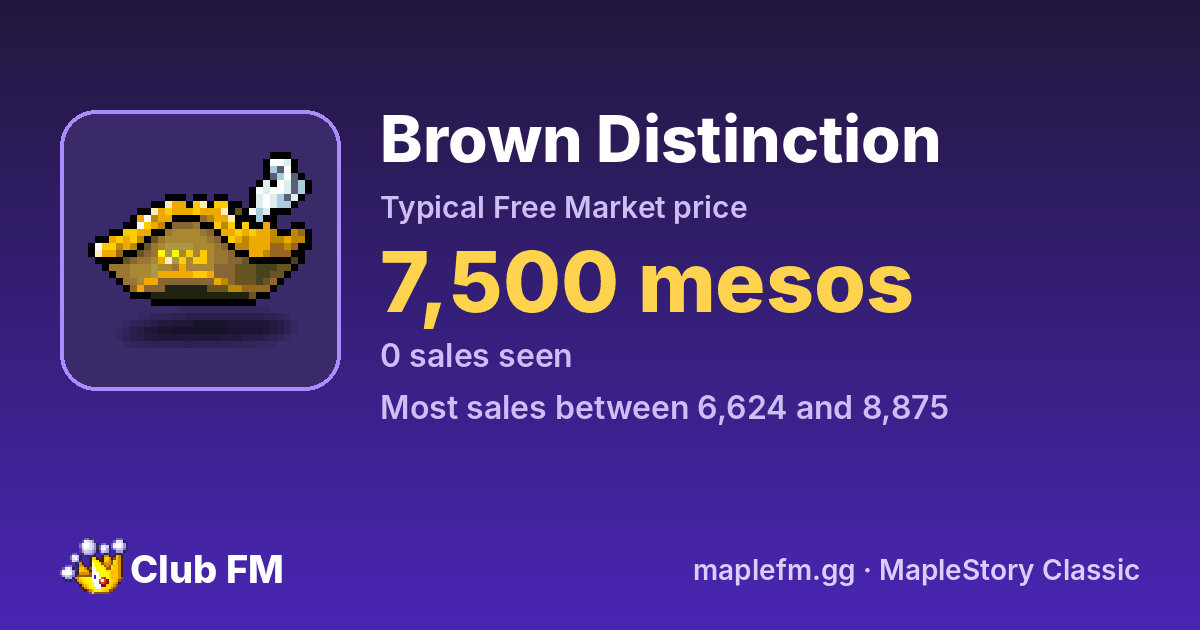 Brown Distinction
Typical Free Market price
7,500 mesos
0 sales seen
Most sales between 6,624 and 8,875
Club FM
maplefm.gg · MapleStory Classic